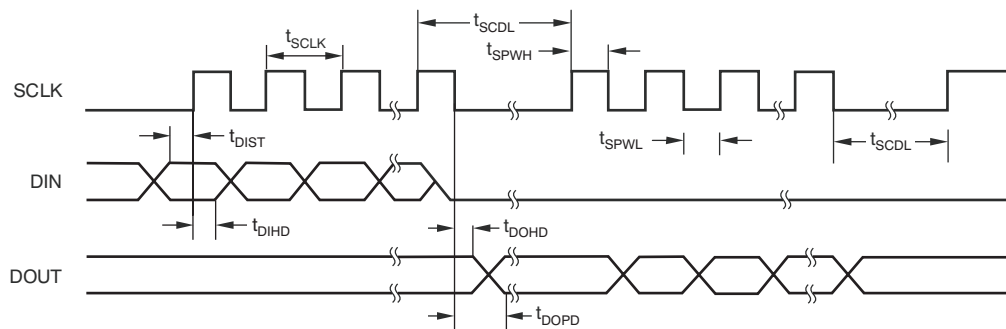 tSCDL
tSCLK
tSPWH
SCLK
tDIST
tSPWL
tSCDL
DIN
tDIHD
tDOHD
DOUT
tDOPD